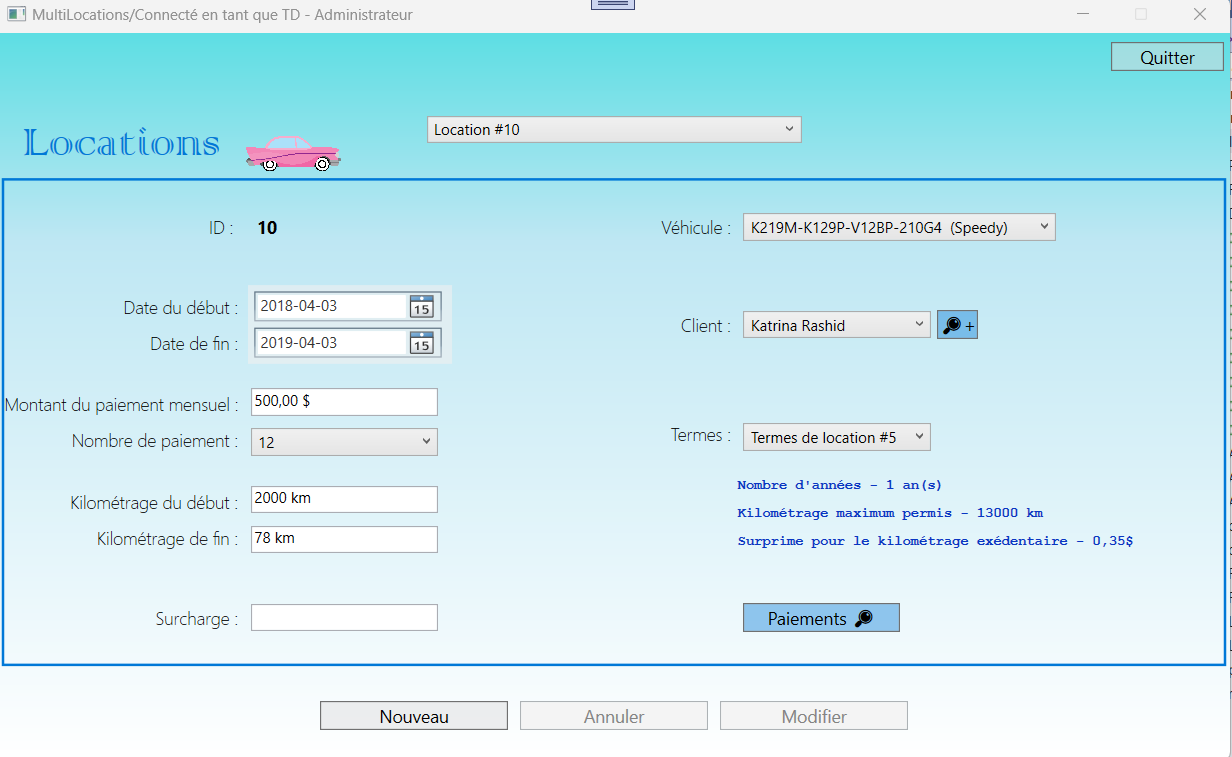 MultiLocations/Connecté en tant que TD - Administrateur
Quitter
Locations
Location #10
ID : 10
Véhicule : K219M-K129P-V12BP-210G4 (Speedy)
Date du début : 2018-04-03 15
Date de fin : 2019-04-03 15
Client : Katrina Rashid +
Montant du paiement mensuel : 500,00 $
Nombre de paiement : 12
Termes : Termes de location #5
Nombre d'années - 1 an(s)
Kilométrage maximum permis - 13000 km
Surprime pour le kilométrage exédentaire - 0,35$
Kilométrage du début : 2000 km
Kilométrage de fin : 78 km
Surcharge :
Paiements
Nouveau
Annuler
Modifier